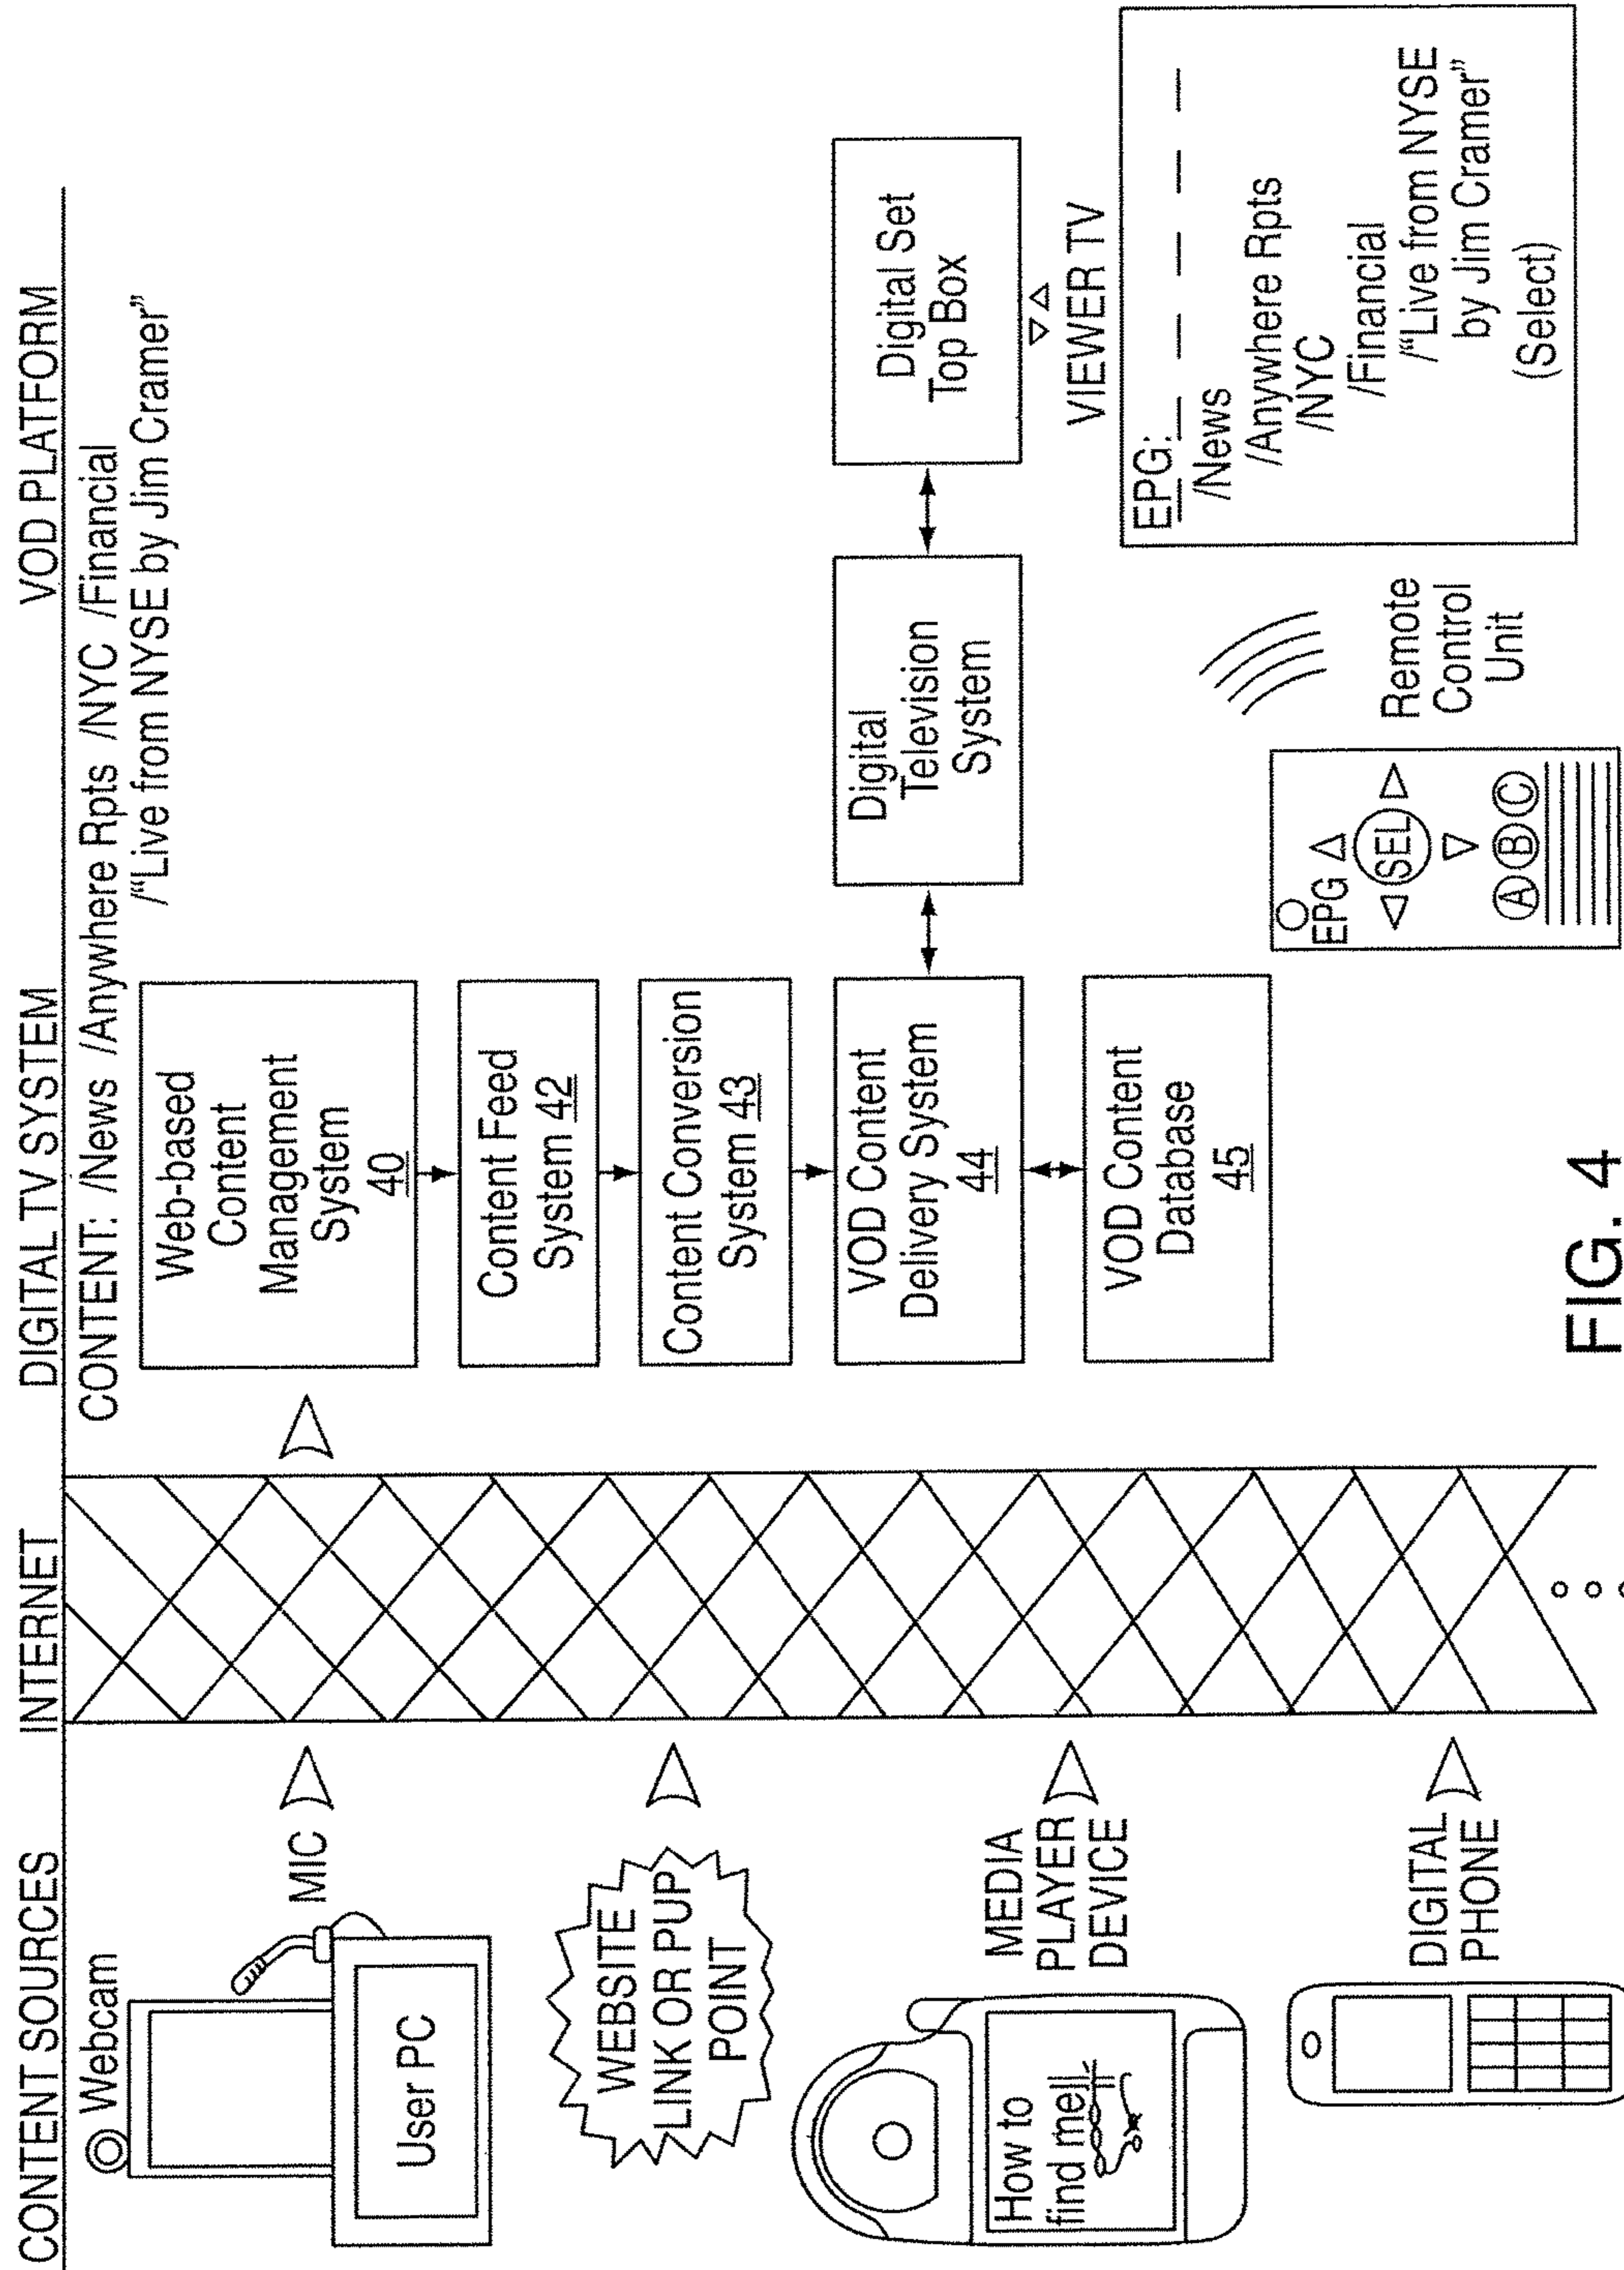 CONTENT SOURCES
INTERNET
DIGITAL TV SYSTEM
VOD PLATFORM
Webcam
MIC
User PC
WEBSITE
LINK OR PUP
POINT
MEDIA
PLAYER
DEVICE
How to
find me
DIGITAL
PHONE
CONTENT: /News /Anywhere Rpts /NYC /Financial
/“Live from NYSE by Jim Cramer”
Web-based
Content
Management
System
40
Content Feed
System 42
Content Conversion
System 43
VOD Content
Delivery System
44
VOD Content
Database
45
Digital
Television
System
Digital Set
Top Box
VIEWER TV
EPG:
/News
/Anywhere Rpts
/NYC
/Financial
/“Live from NYSE
by Jim Cramer”
(Select)
EPG
SEL
A B C
Remote
Control
Unit
FIG. 4